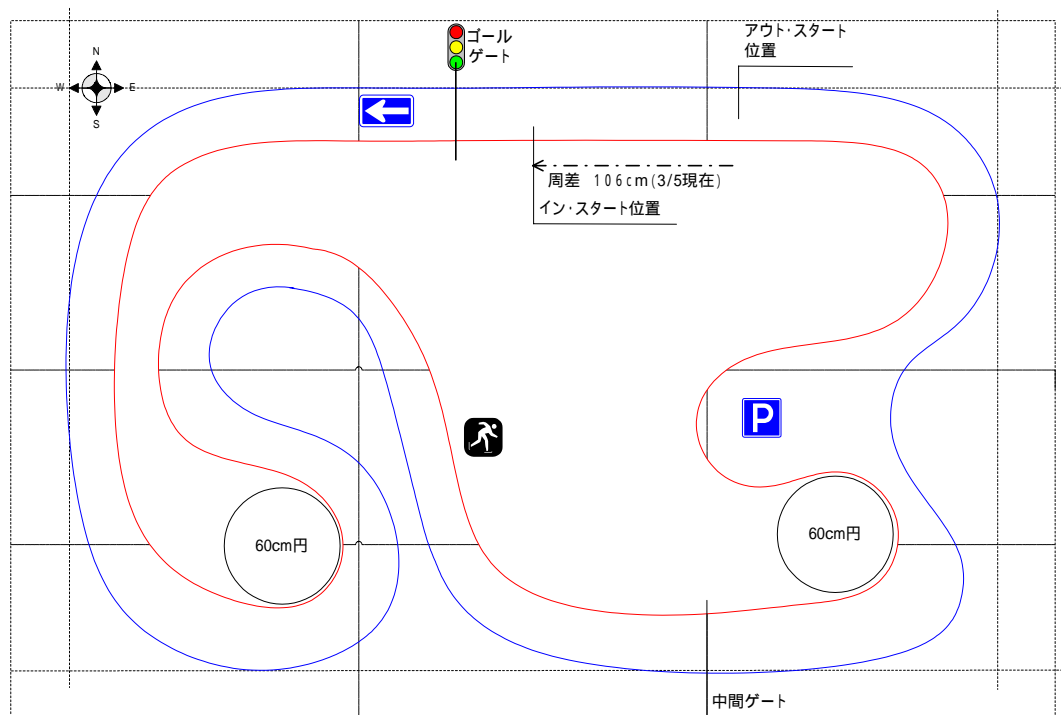 N
W
E
S
ゴール
ゲート
アウト・スタート
位置
周差 106cm(3/5現在)
イン・スタート位置
P
60cm円
60cm円
中間ゲート